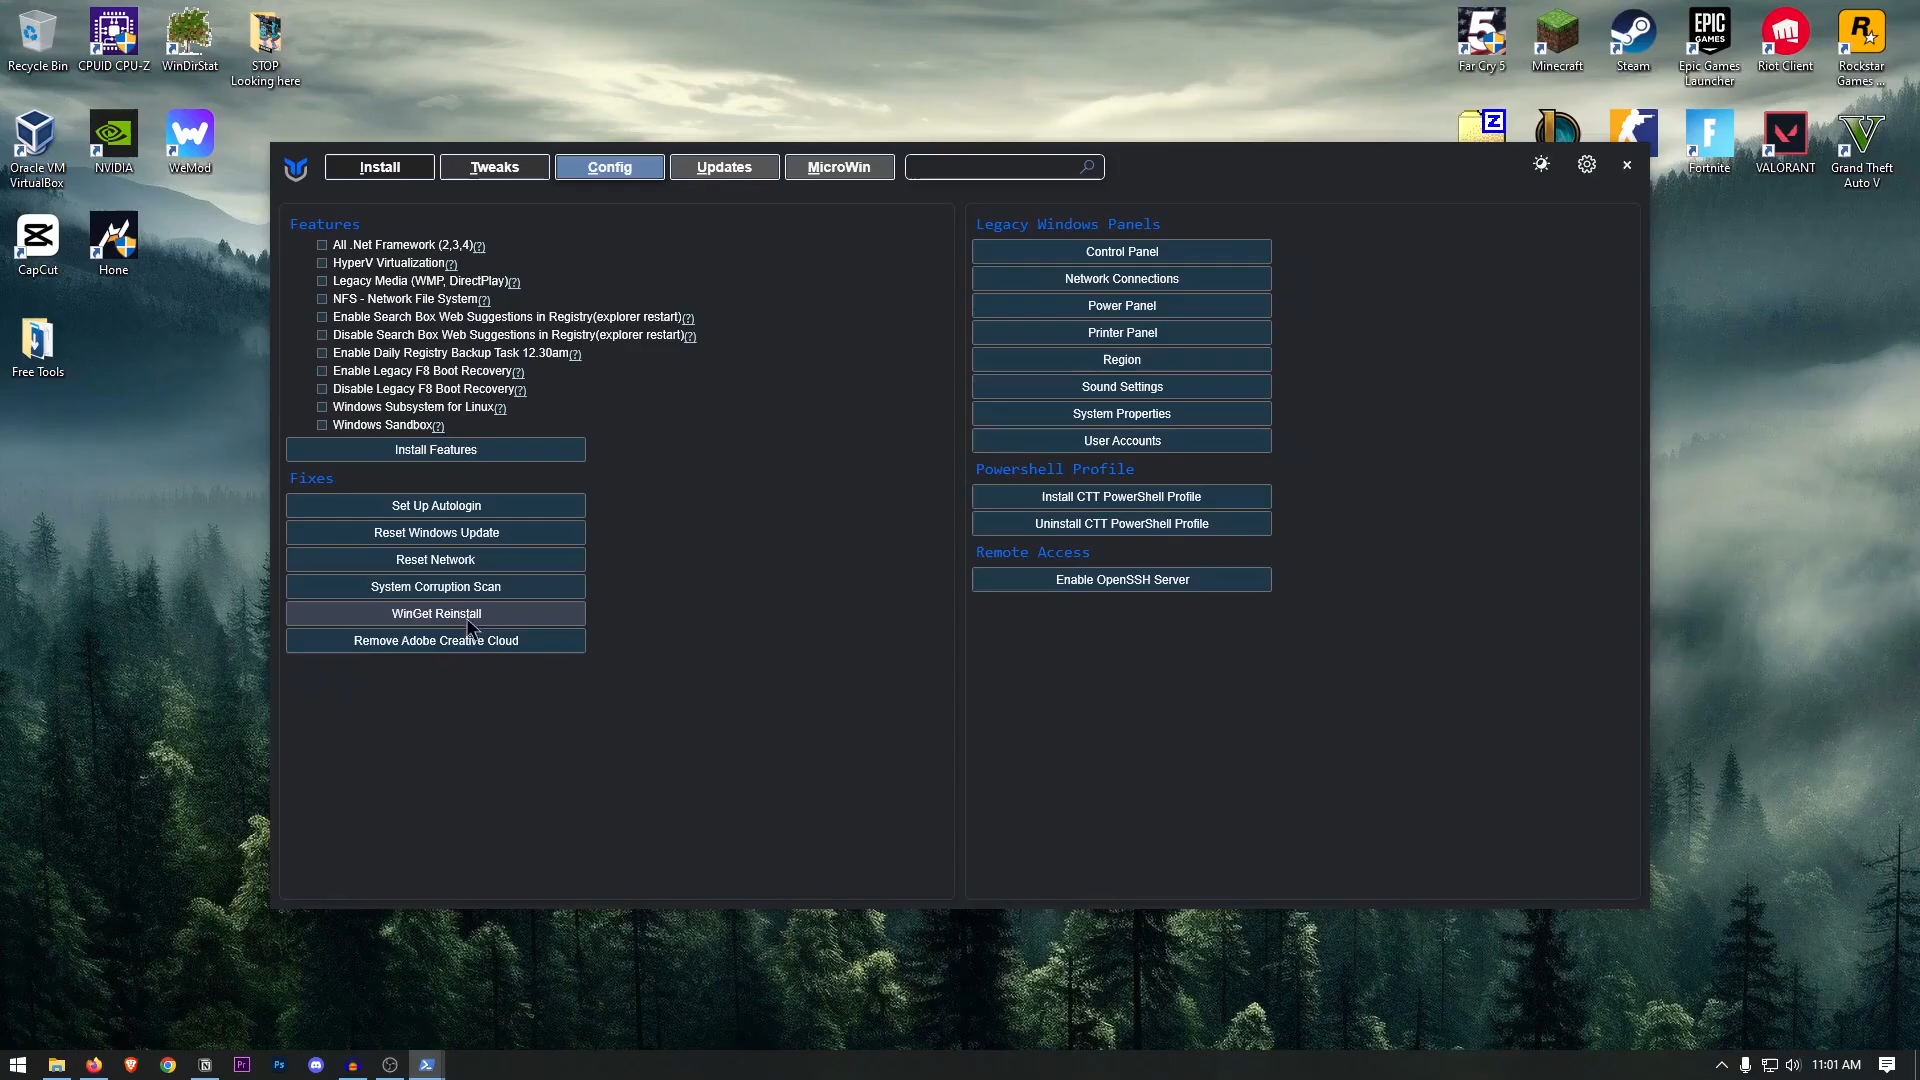 Recycle Bin
CPUID CPU-Z
WinDirStat
STOP
Looking here
Far Cry 5
Minecraft
Steam
EPIC
GAMES
Epic Games
Launcher
Riot Client
Rockstar
Games ...
Oracle VM
VirtualBox
NVIDIA
WeMod
Fortnite
VALORANT
Grand Theft
Auto V
CapCut
Hone
Free Tools
Install
Tweaks
Config
Updates
MicroWin
Features
All .Net Framework (2,3,4)(?)
HyperV Virtualization(?)
Legacy Media (WMP, DirectPlay)(?)
NFS - Network File System(?)
Enable Search Box Web Suggestions in Registry(explorer restart)(?)
Disable Search Box Web Suggestions in Registry(explorer restart)(?)
Enable Daily Registry Backup Task 12.30am(?)
Enable Legacy F8 Boot Recovery(?)
Disable Legacy F8 Boot Recovery(?)
Windows Subsystem for Linux(?)
Windows Sandbox(?)
Install Features
Fixes
Set Up Autologin
Reset Windows Update
Reset Network
System Corruption Scan
WinGet Reinstall
Remove Adobe Creative Cloud
Legacy Windows Panels
Control Panel
Network Connections
Power Panel
Printer Panel
Region
Sound Settings
System Properties
User Accounts
Powershell Profile
Install CTT PowerShell Profile
Uninstall CTT PowerShell Profile
Remote Access
Enable OpenSSH Server
Pr
Ps
11:01 AM